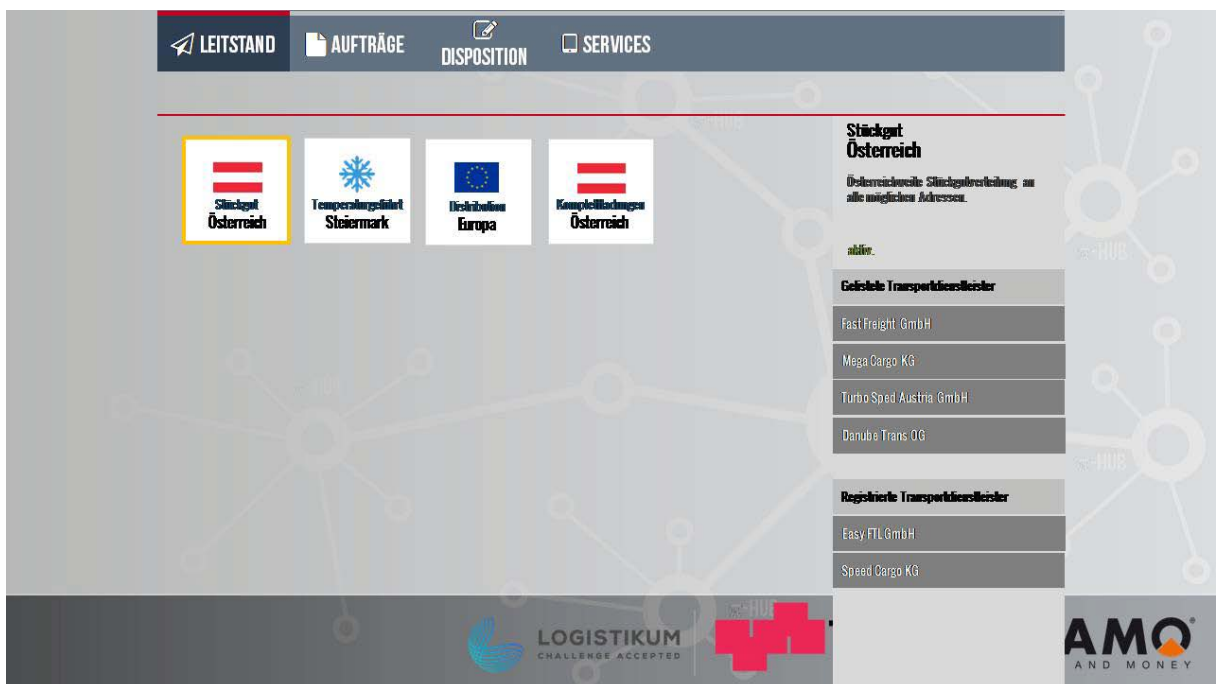 LEITSTAND
AUFTRÄGE
DISPOSITION
SERVICES
Stückgut
Österreich
Temperaturgeführt
Steiermark
Distribution
Europa
Komplettladungen
Österreich
Stückgut
Österreich
Österreichweite Stückgutverteilung an
alle möglichen Adressen.
aktiv.
Gelistete Transportdienstleister
Fast Freight GmbH
Mega Cargo KG
Turbo Sped Austria GmbH
Danube Trans OG
Registrierte Transportdienstleister
Easy FTL GmbH
Speed Cargo KG
LOGISTIKUM
CHALLENGE ACCEPTED
AMO
AND MONEY